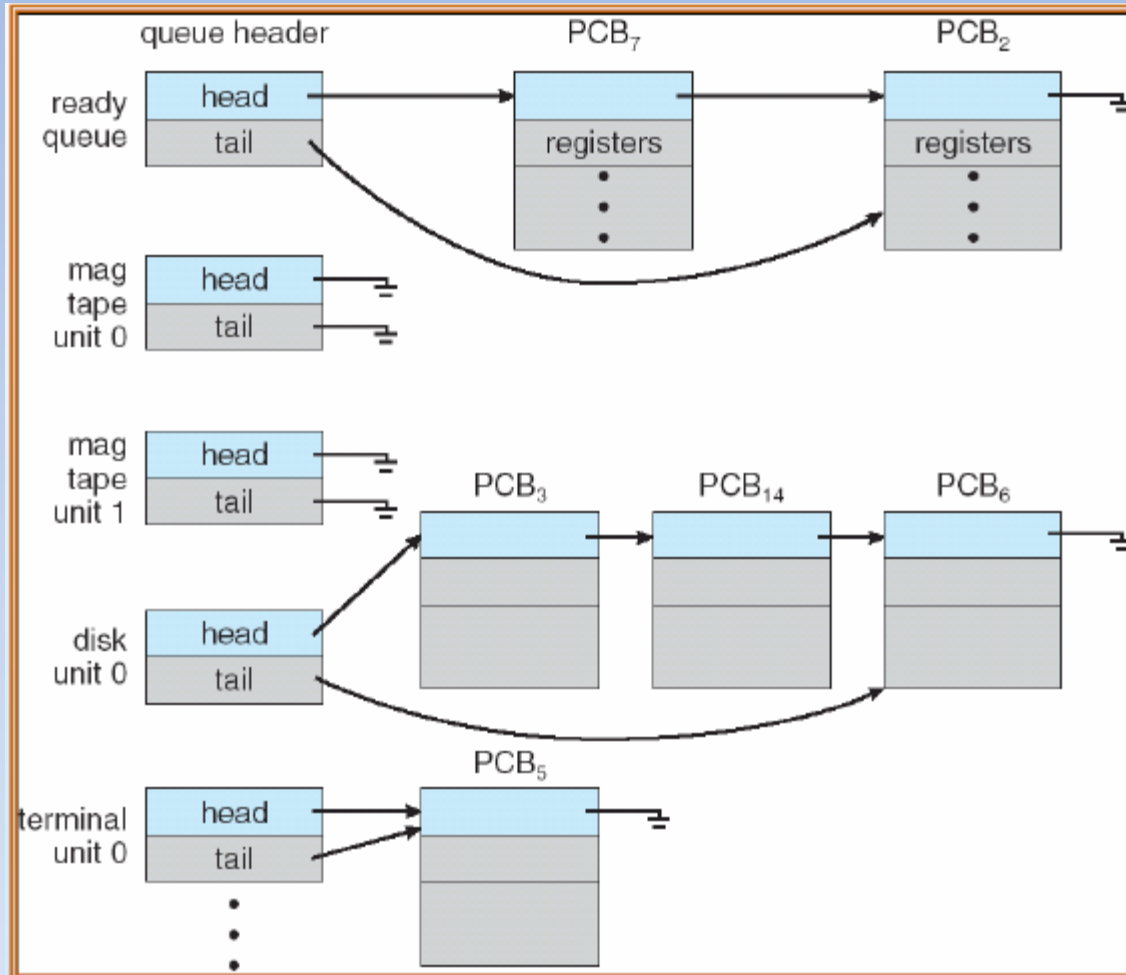 queue header
PCB₇
PCB₂
ready
queue
head
tail
registers
registers
mag
tape
unit 0
head
tail
mag
tape
unit 1
head
tail
PCB₃
PCB₁₄
PCB₆
disk
unit 0
head
tail
PCB₅
terminal
unit 0
head
tail